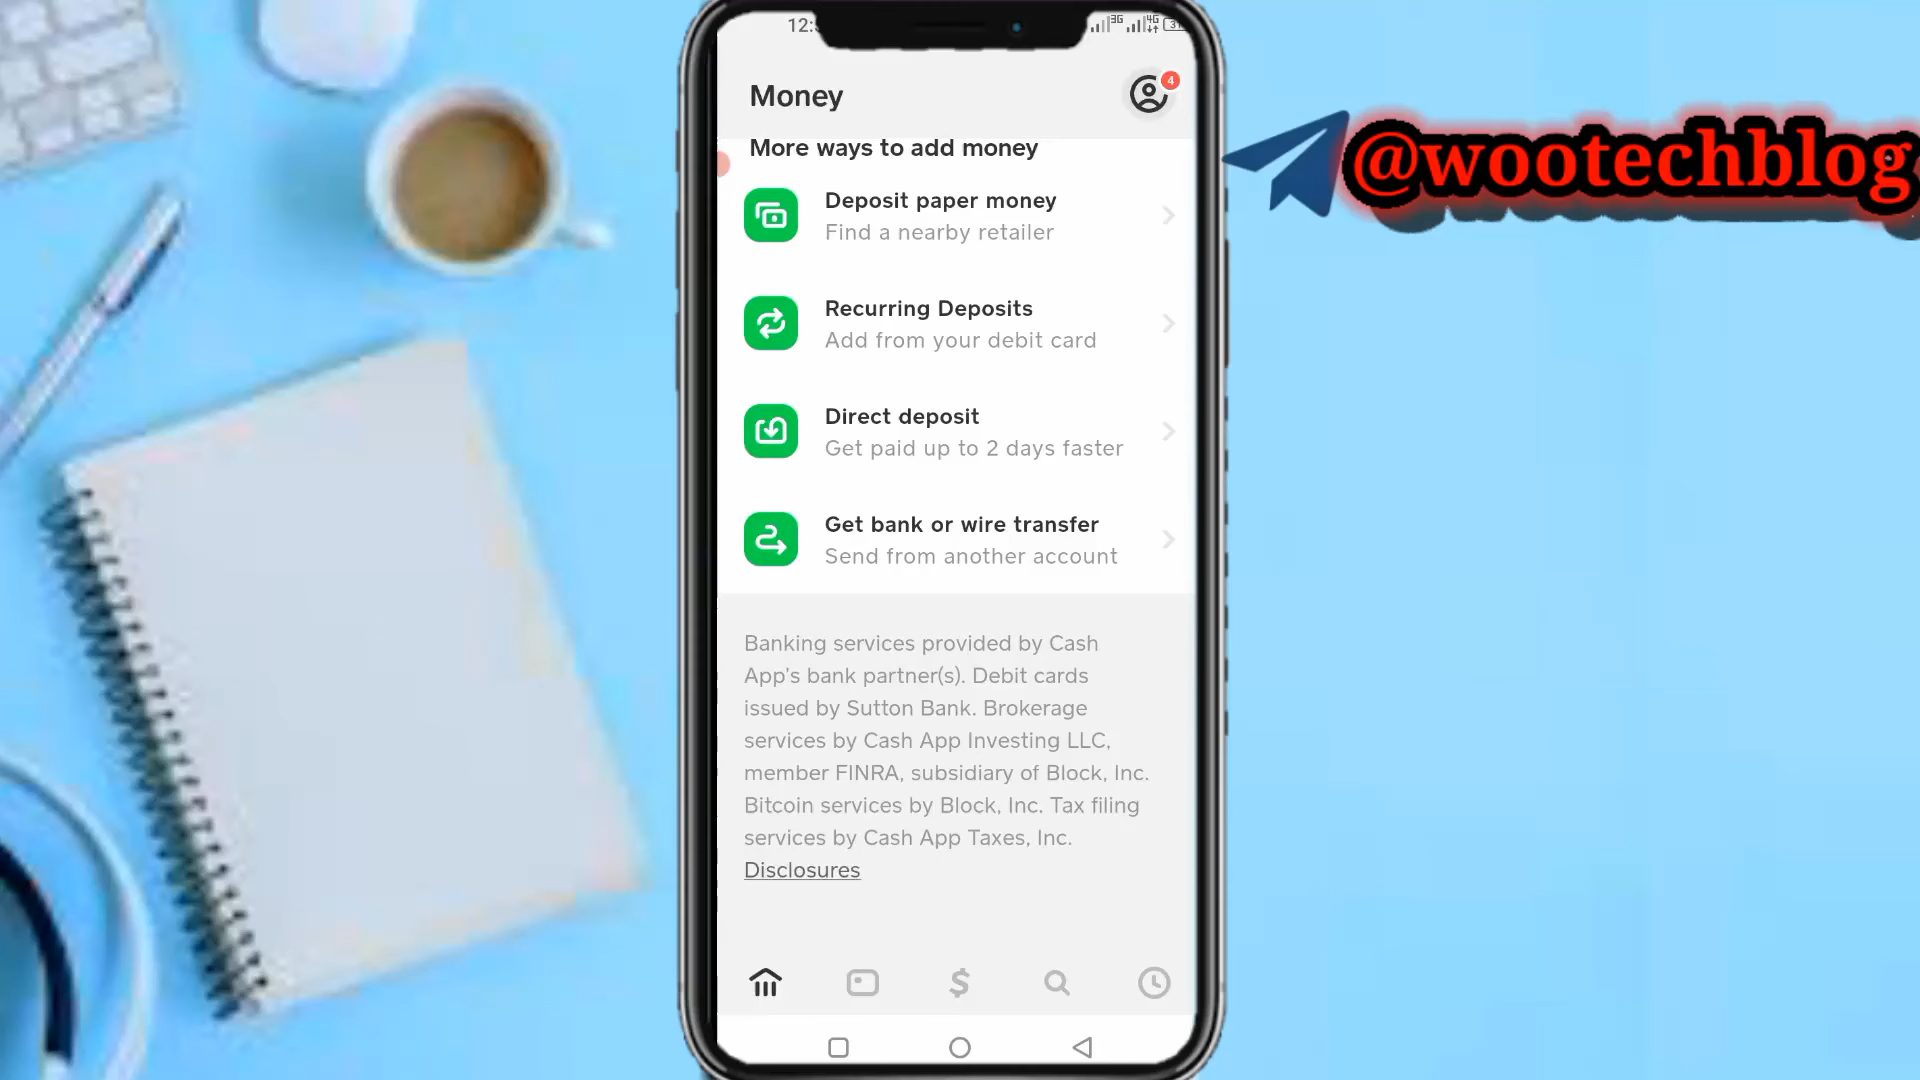 12:
3G
4G
Money
4
More ways to add money
Deposit paper money
Find a nearby retailer
Recurring Deposits
Add from your debit card
Direct deposit
Get paid up to 2 days faster
Get bank or wire transfer
Send from another account
Banking services provided by Cash
App's bank partner(s). Debit cards
issued by Sutton Bank. Brokerage
services by Cash App Investing LLC,
member FINRA, subsidiary of Block, Inc.
Bitcoin services by Block, Inc. Tax filing
services by Cash App Taxes, Inc.
Disclosures
@wootechblog